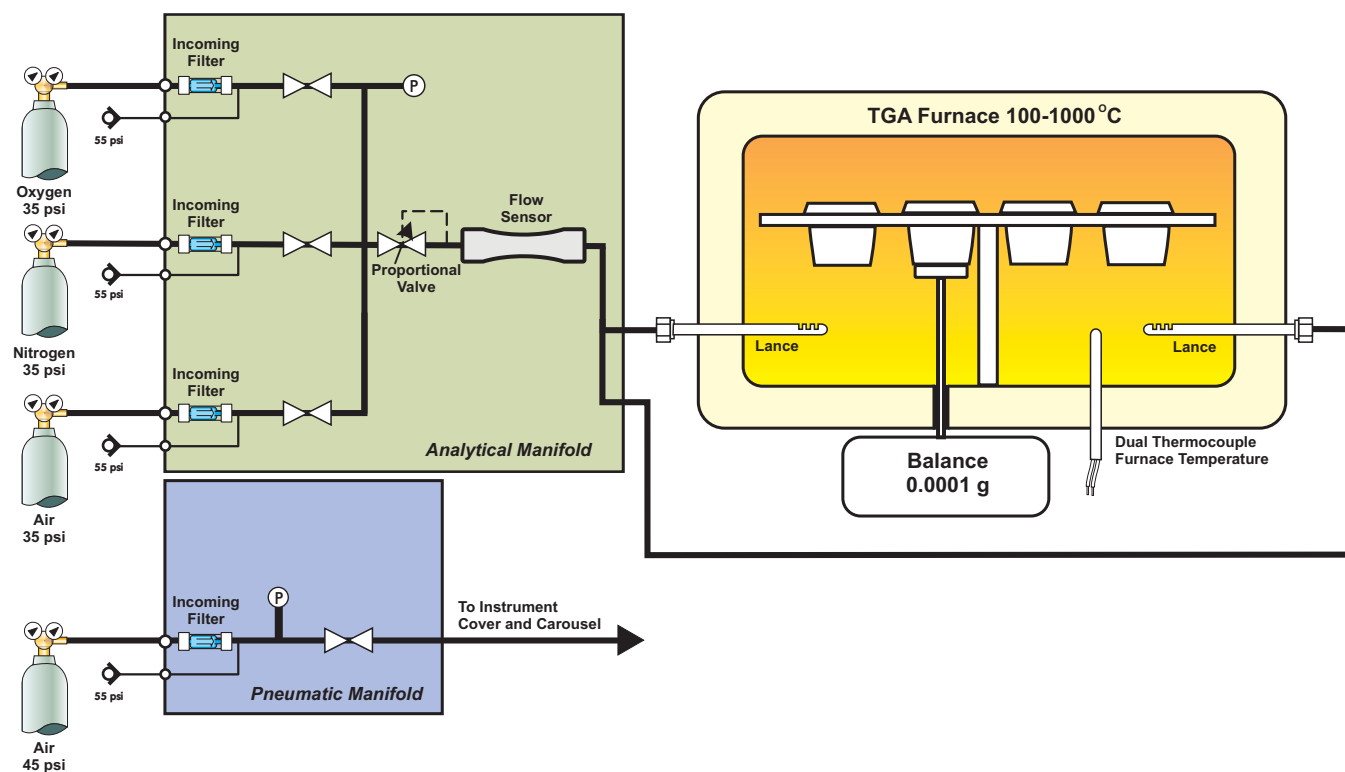 Incoming
Filter
P
55 psi
Oxygen
35 psi
Incoming
Filter
Flow
Sensor
Proportional
Valve
55 psi
Nitrogen
35 psi
Incoming
Filter
55 psi
Analytical Manifold
Air
35 psi
TGA Furnace 100-1000 °C
Lance
Lance
Balance
0.0001 g
Dual Thermocouple
Furnace Temperature
Incoming
Filter
P
To Instrument
Cover and Carousel
55 psi
Pneumatic Manifold
Air
45 psi